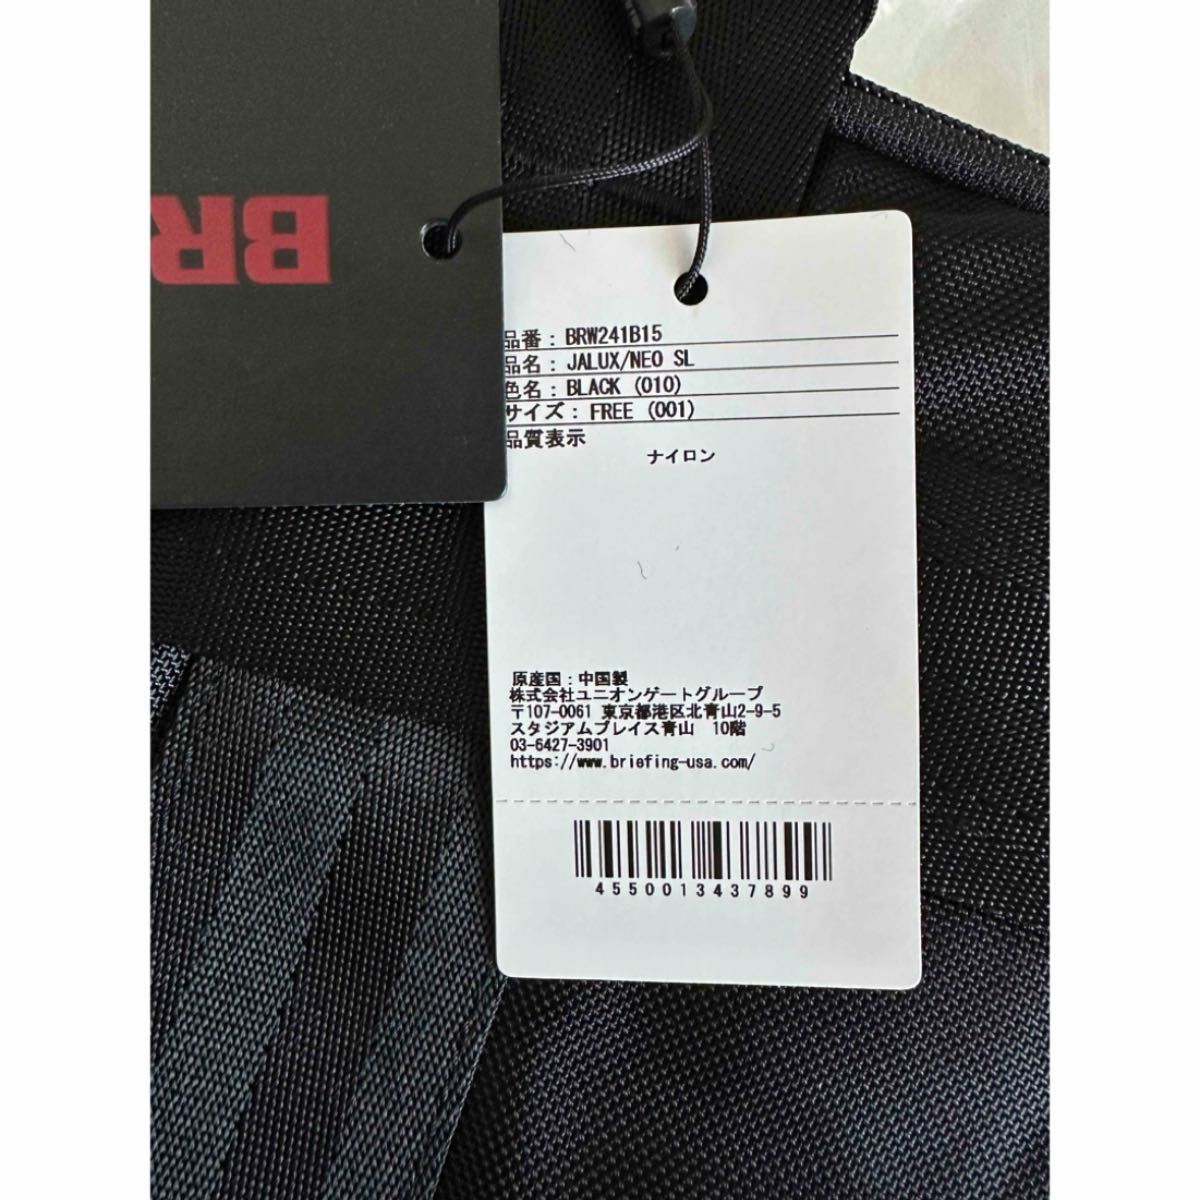 BR
品番：BRW241B15
品名：JALUX/NEO SL
色名：BLACK (010)
サイズ：FREE (001)
品質表示
ナイロン
原産国：中国製
株式会社ユニオンゲートグループ
〒107-0061 東京都港区北青山2-9-5
スタジアムプレイス青山 10階
03-6427-3901
https://www.briefing-usa.com/
4550013437899